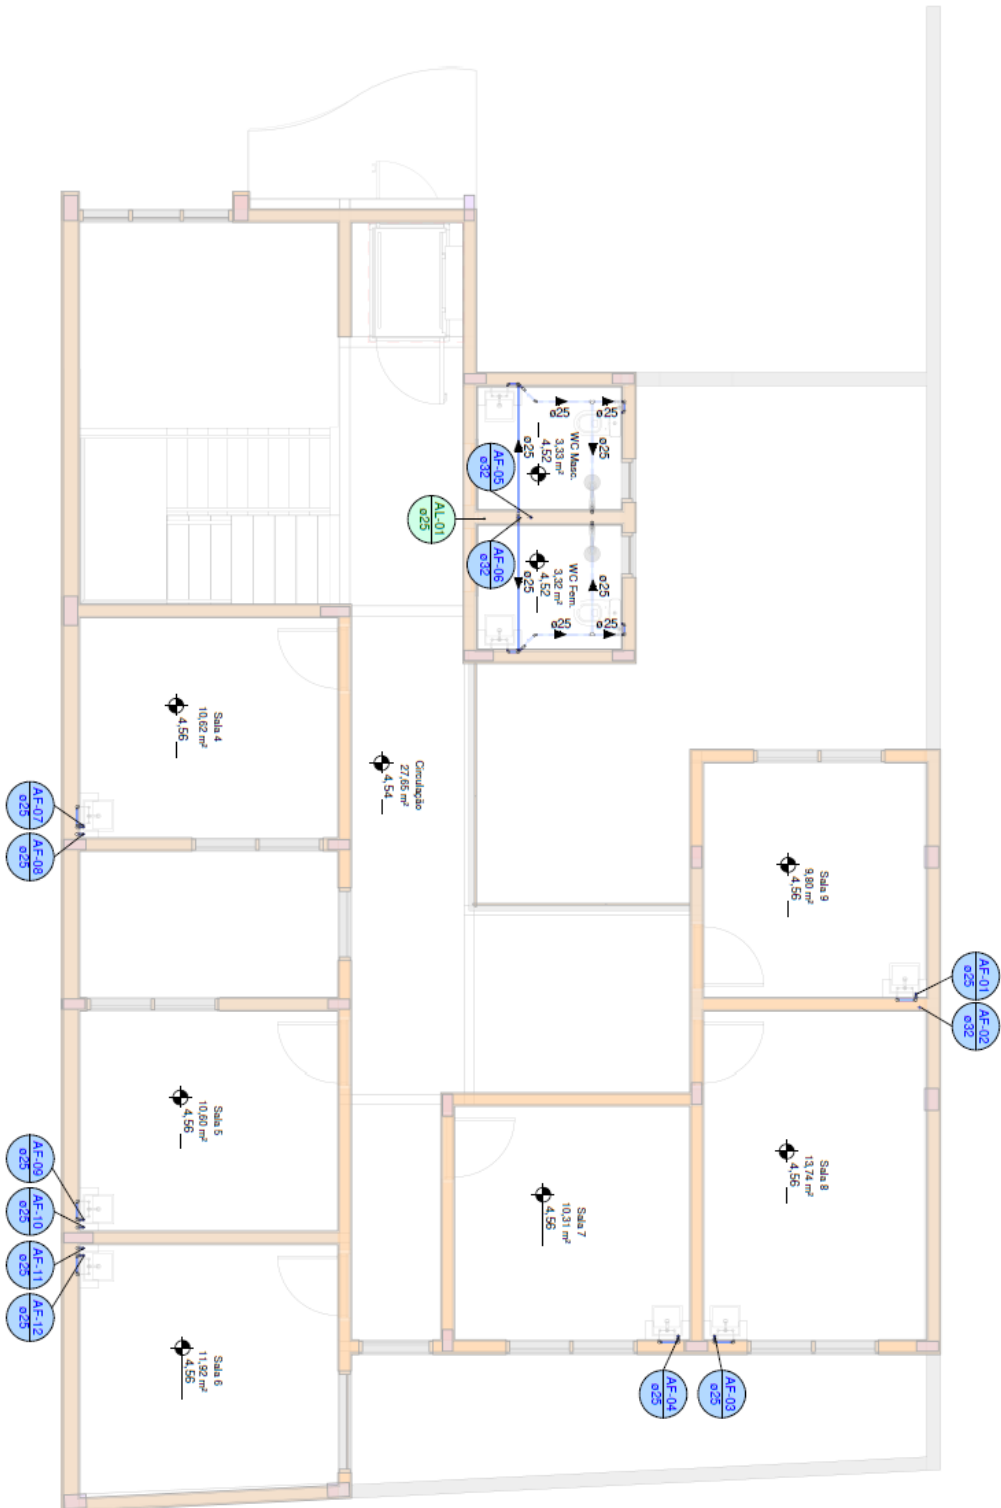 ø25
ø25
ø25
ø25
WC Masc.
3,33 m²
4,52
ø25
AF-05
ø32
AL-01
ø25
AF-06
ø32
WC Fem.
3,32 m²
4,52
ø25
ø25
ø25
ø25
Sala 4
10,62 m²
4,56
Circulação
27,65 m²
4,54
AF-07
ø25
AF-08
ø25
Sala 9
9,80 m²
4,56
AF-01
ø25
AF-02
ø32
Sala 5
10,60 m²
4,56
Sala 8
13,74 m²
4,56
Sala 7
10,31 m²
4,56
AF-09
ø25
AF-10
ø25
AF-11
ø25
AF-12
ø25
Sala 6
11,92 m²
4,56
AF-04
ø25
AF-03
ø25